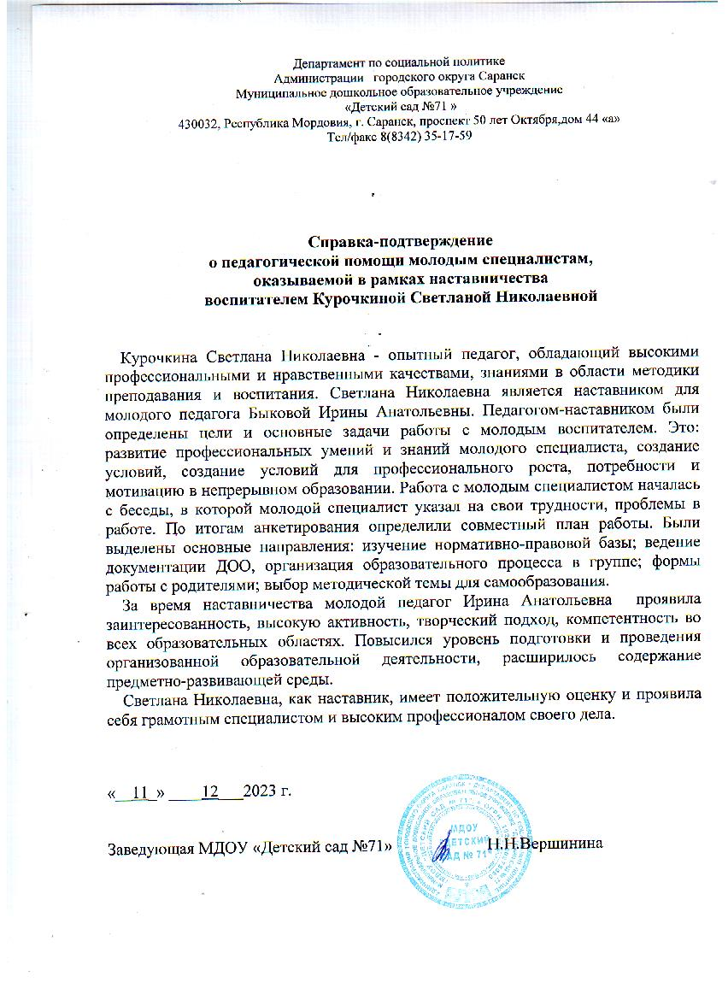 Департамент по социальной политике
Администрации городского округа Саранск
Муниципальное дошкольное образовательное учреждение
«Детский сад №71 »
430032, Республика Мордовия, г. Саранск, проспект 50 лет Октября,дом 44 «а»
Тел/факс 8(8342) 35-17-59
Справка-подтверждение
о педагогической помощи молодым специалистам,
оказываемой в рамках наставничества
воспитателем Курочкиной Светланой Николаевной
Курочкина Светлана Николаевна - опытный педагог, обладающий высокими
профессиональными и нравственными качествами, знаниями в области методики
преподавания и воспитания. Светлана Николаевна является наставником для
молодого педагога Быковой Ирины Анатольевны. Педагогом-наставником были
определены цели и основные задачи работы с молодым воспитателем. Это:
развитие профессиональных умений и знаний молодого специалиста, создание
условий, создание условий для профессионального роста, потребности и
мотивацию в непрерывном образовании. Работа с молодым специалистом началась
с беседы, в которой молодой специалист указал на свои трудности, проблемы в
работе. По итогам анкетирования определили совместный план работы. Были
выделены основные направления: изучение нормативно-правовой базы; ведение
документации ДОО, организация образовательного процесса в группе; формы
работы с родителями; выбор методической темы для самообразования.
За время наставничества молодой педагог Ирина Анатольевна проявила
заинтересованность, высокую активность, творческий подход, компетентность во
всех образовательных областях. Повысился уровень подготовки и проведения
организованной образовательной деятельности, расширилось содержание
предметно-развивающей среды.
Светлана Николаевна, как наставник, имеет положительную оценку и проявила
себя грамотным специалистом и высоким профессионалом своего дела.
«__11_» ____12___2023 г.
Заведующая МДОУ «Детский сад №71» Н.Н.Вершинина
МДОУ
ДЕТСКИЙ
САД № 71"